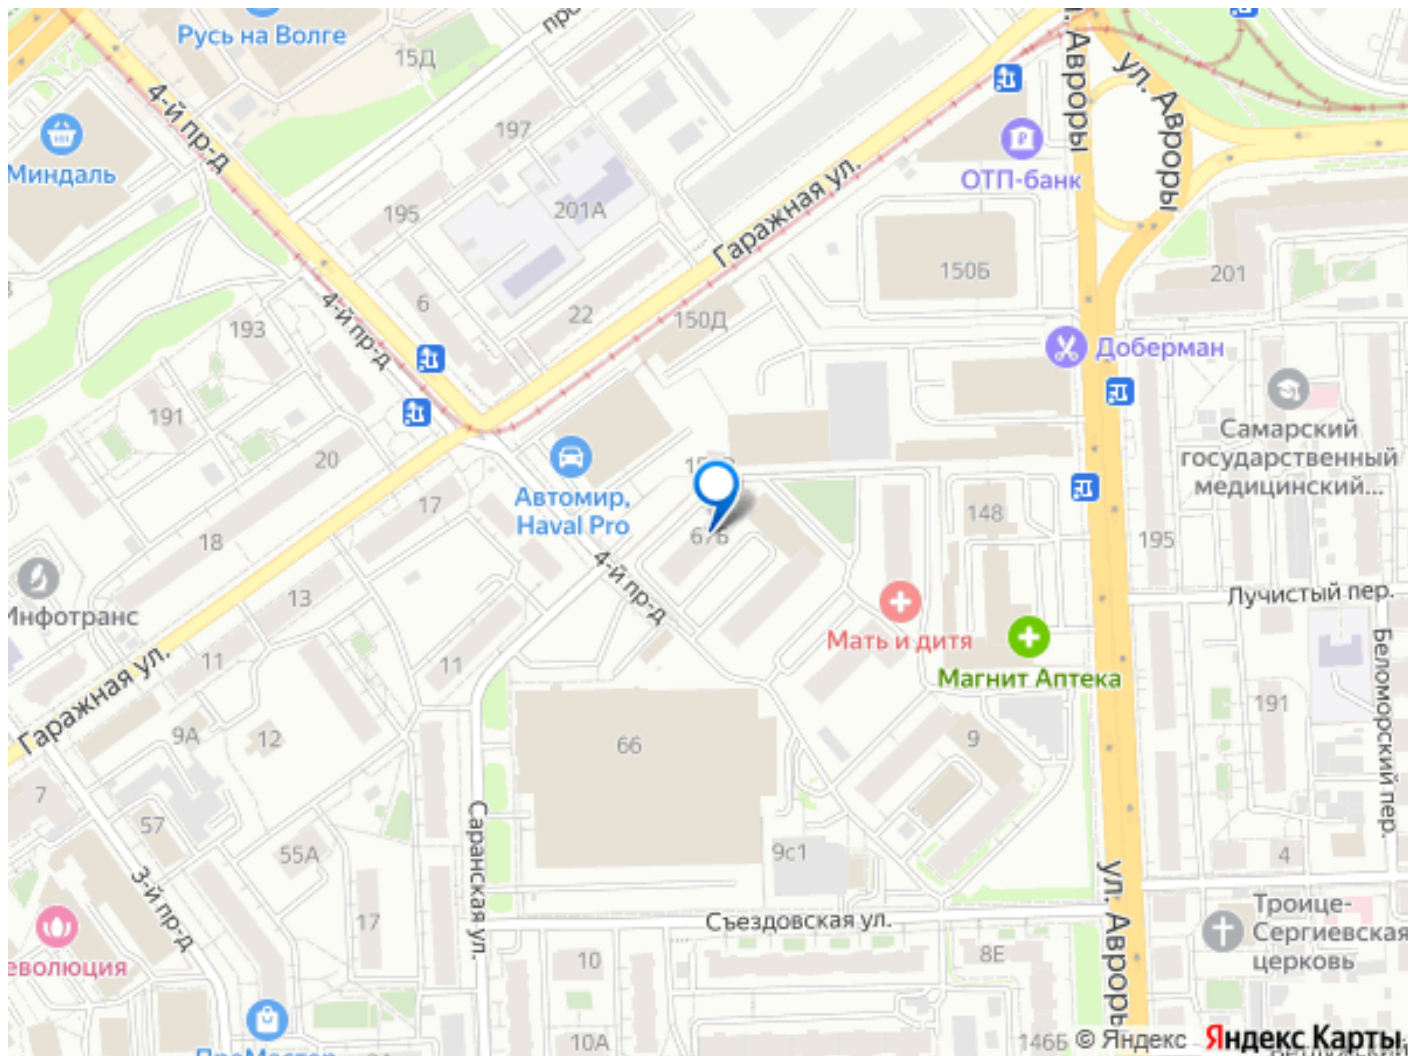 Русь на Волге
15Д
4-й пр-д
Миндаль
197
195
201А
Гаражная ул.
ОТП-банк
ул. Авроры
150Б
201
6
22
150Д
193
4-й пр-д
Доберман
191
20
17
18
Автомир,
Haval Pro
67Б
148
195
Самарский
государственный
медицинский...
Лучистый пер.
Инфотранс
13
4-й пр-д
Мать и дитя
Магнит Аптека
11
11
Гаражная ул.
9А
12
66
9
191
Беломорский пер.
7
57
55А
Саранская ул.
9с1
4
3-й пр-д
17
Съездовская ул.
ул. Авроры
Троице-
Сергиевская
церковь
еволюция
10
8Е
10А
146Б
© Яндекс
Яндекс Карты